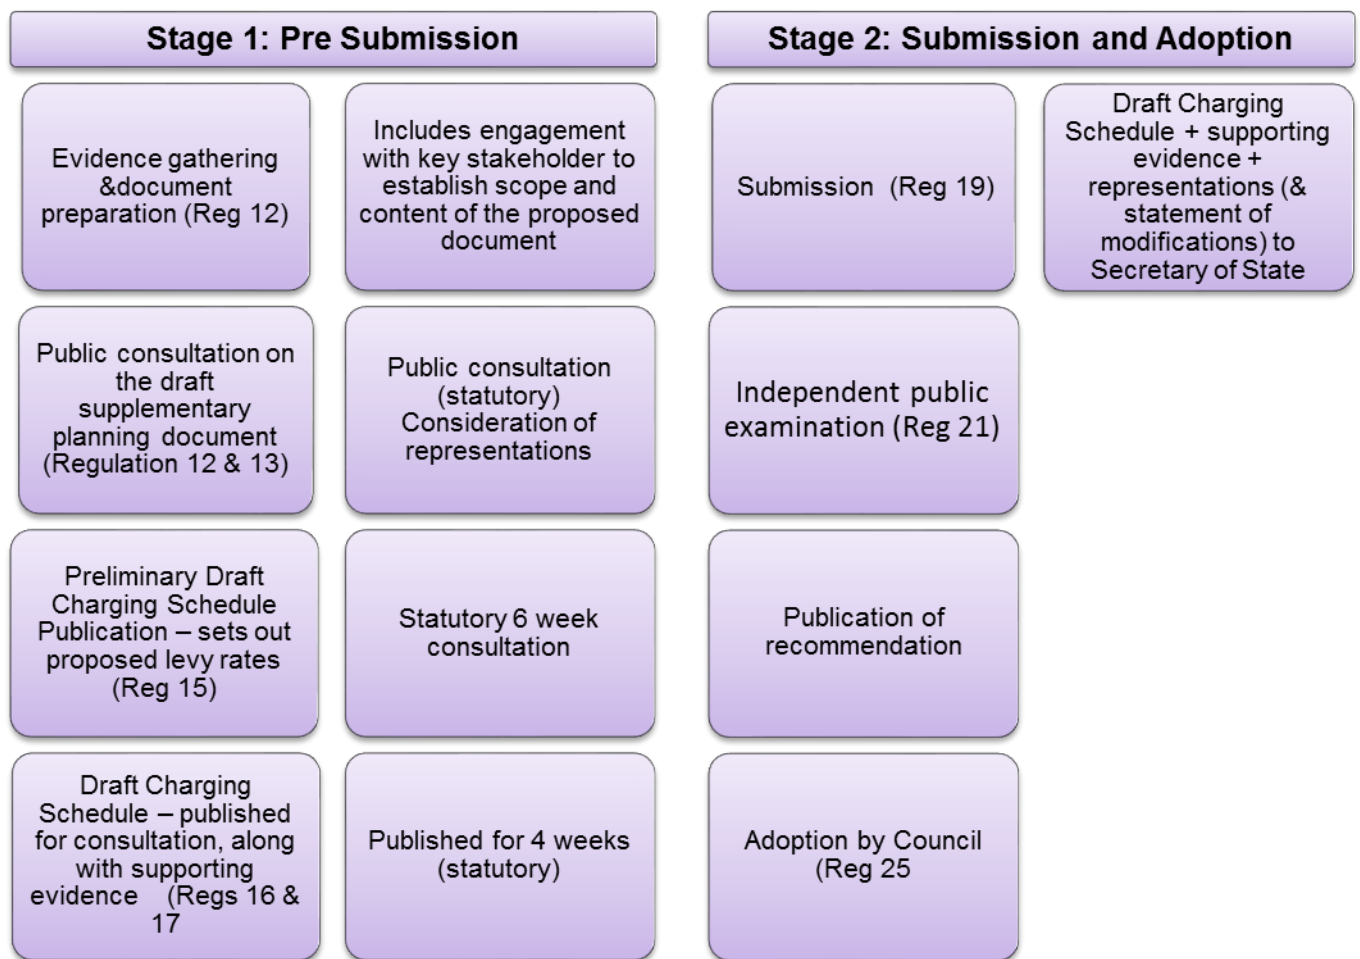 Stage 1: Pre Submission
Evidence gathering
&document
preparation (Reg 12)
Includes engagement
with key stakeholder to
establish scope and
content of the proposed
document
Public consultation on
the draft
supplementary
planning document
(Regulation 12 & 13)
Public consultation
(statutory)
Consideration of
representations
Preliminary Draft
Charging Schedule
Publication – sets out
proposed levy rates
(Reg 15)
Statutory 6 week
consultation
Draft Charging
Schedule – published
for consultation, along
with supporting
evidence (Regs 16 &
17
Published for 4 weeks
(statutory)
Stage 2: Submission and Adoption
Submission (Reg 19)
Draft Charging
Schedule + supporting
evidence +
representations (&
statement of
modifications) to
Secretary of State
Independent public
examination (Reg 21)
Publication of
recommendation
Adoption by Council
(Reg 25